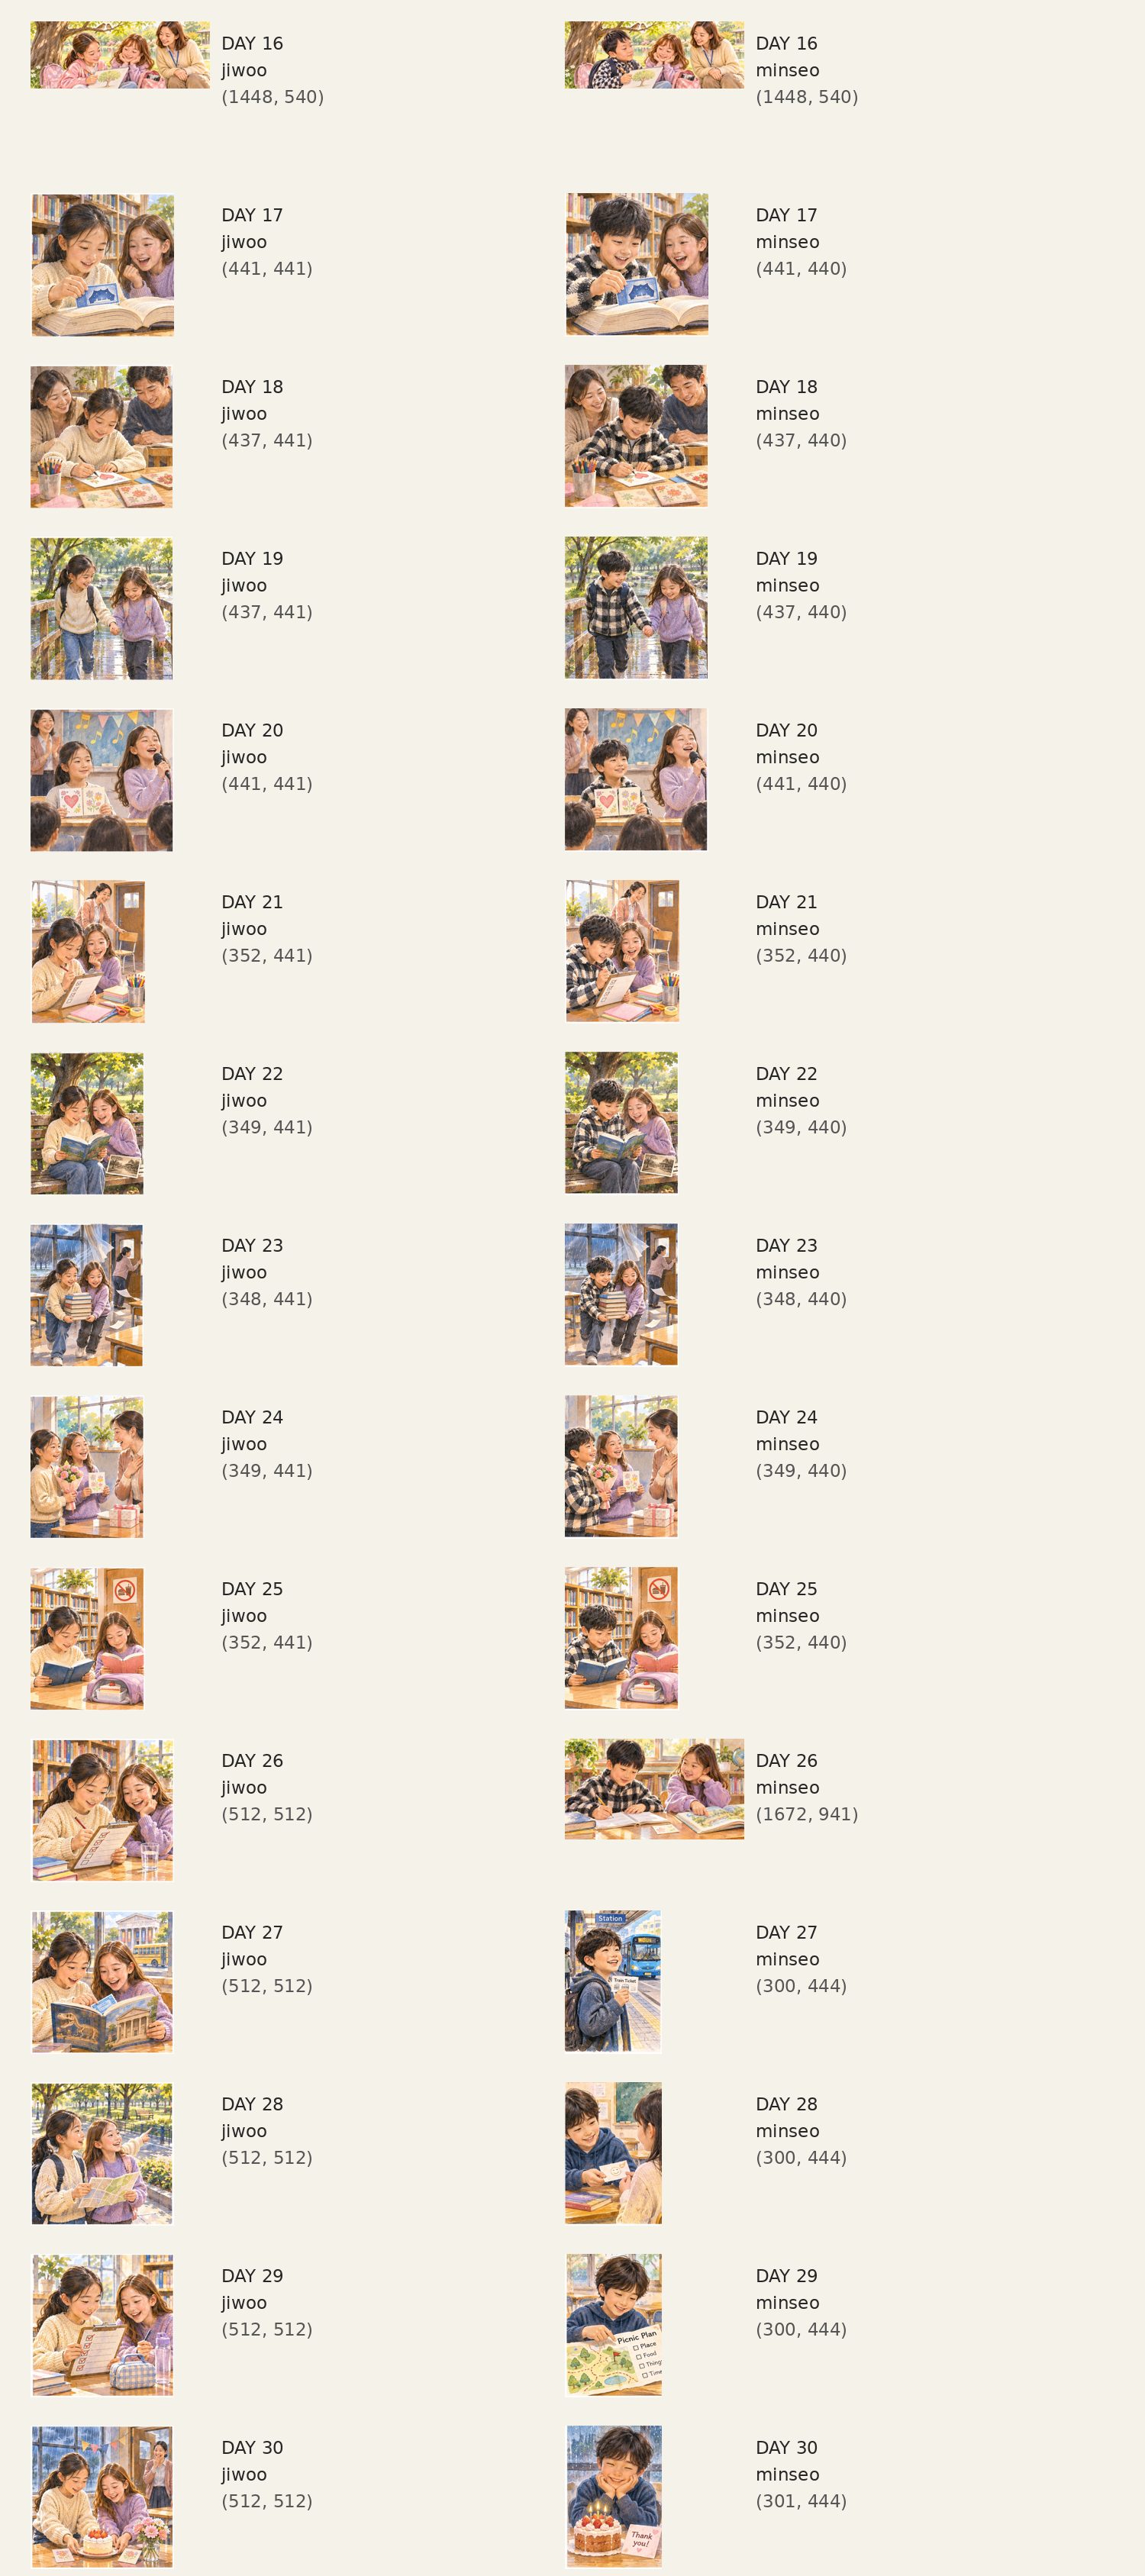 DAY 16
jiwoo
(1448, 540)
DAY 16
minseo
(1448, 540)
DAY 17
jiwoo
(441, 441)
DAY 17
minseo
(441, 440)
DAY 18
jiwoo
(437, 441)
DAY 18
minseo
(437, 440)
DAY 19
jiwoo
(437, 441)
DAY 19
minseo
(437, 440)
DAY 20
jiwoo
(441, 441)
DAY 20
minseo
(441, 440)
DAY 21
jiwoo
(352, 441)
DAY 21
minseo
(352, 440)
DAY 22
jiwoo
(349, 441)
DAY 22
minseo
(349, 440)
DAY 23
jiwoo
(348, 441)
DAY 23
minseo
(348, 440)
DAY 24
jiwoo
(349, 441)
DAY 24
minseo
(349, 440)
DAY 25
jiwoo
(352, 441)
DAY 25
minseo
(352, 440)
DAY 26
jiwoo
(512, 512)
DAY 26
minseo
(1672, 941)
DAY 27
jiwoo
(512, 512)
Station
Train Ticket
DAY 27
minseo
(300, 444)
DAY 28
jiwoo
(512, 512)
DAY 28
minseo
(300, 444)
DAY 29
jiwoo
(512, 512)
Picnic Plan
Place
Food
Thing
Time
DAY 29
minseo
(300, 444)
DAY 30
jiwoo
(512, 512)
Thank
you!
DAY 30
minseo
(301, 444)